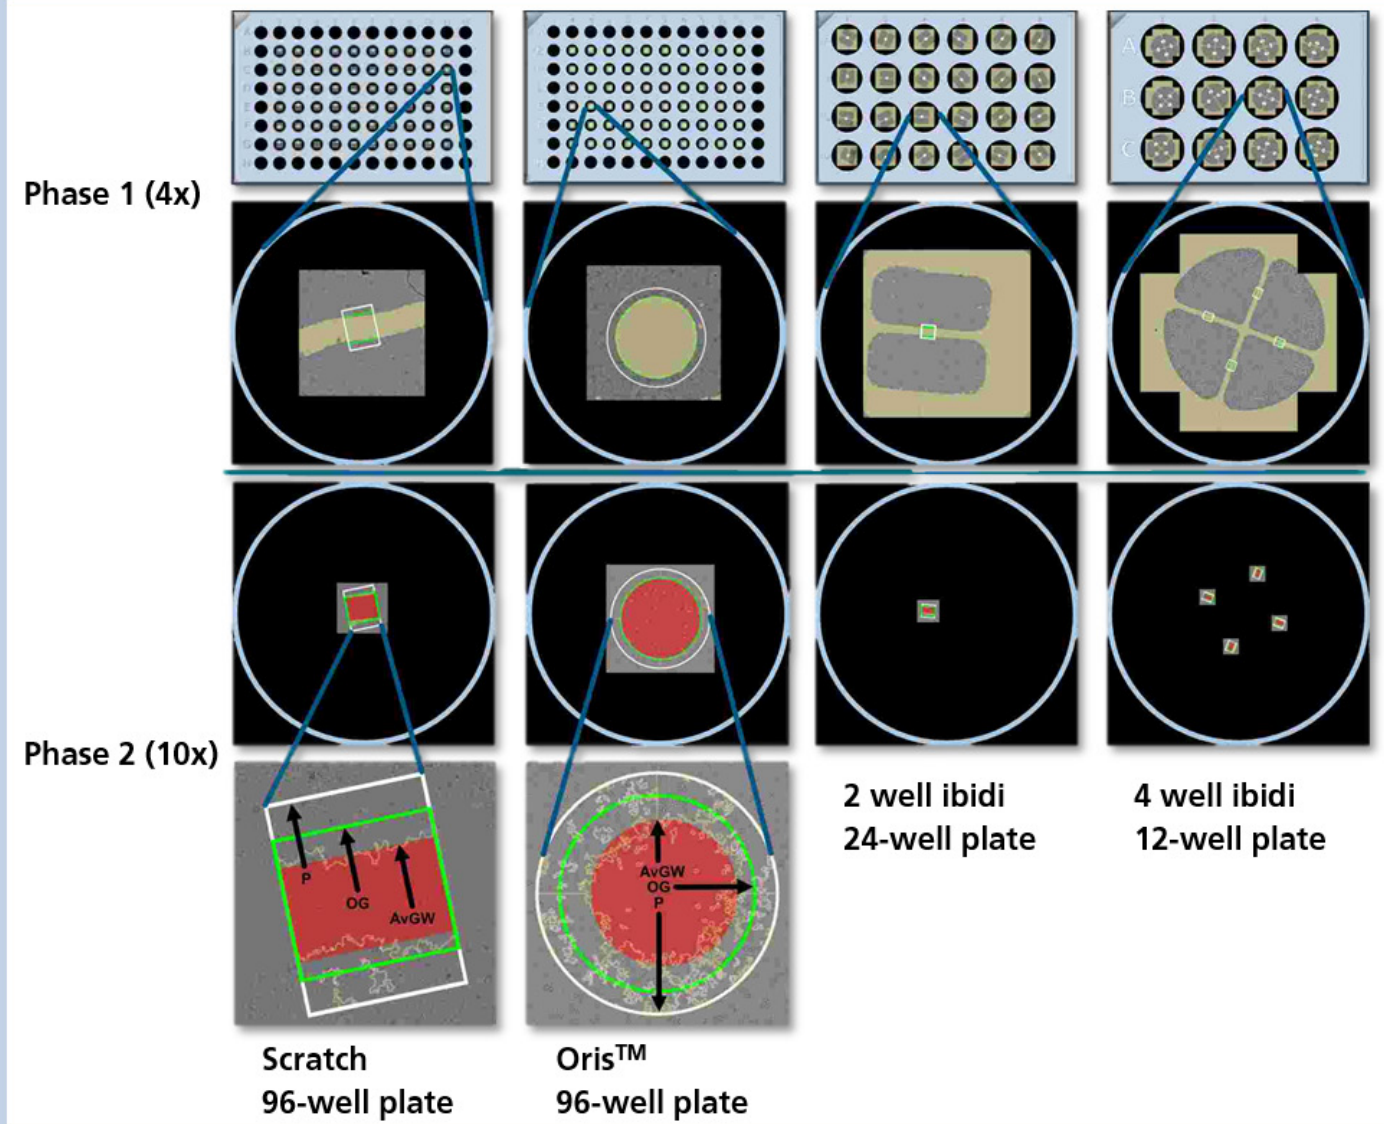 Phase 1 (4x)
A
B
C
Phase 2 (10x)
P
OG
AvGW
AvGW
OG
P
2 well ibidi
24-well plate
4 well ibidi
12-well plate
Scratch
96-well plate
Oris™
96-well plate